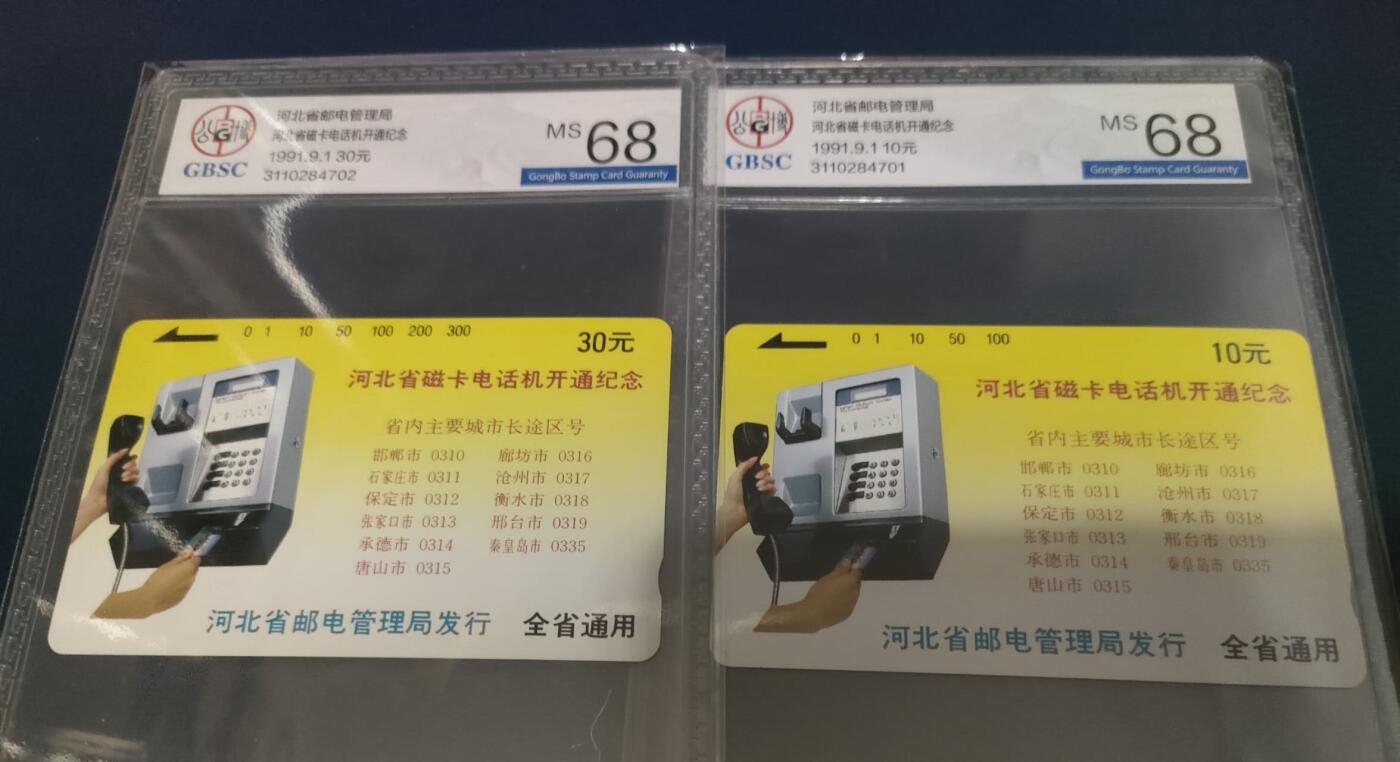 河北省邮电管理局
河北省磁卡电话机开通纪念
1991.9.1 30元
3110284702
GBSC
MS 68
GongBo Stamp Card Guaranty
0 1 10 50 100 200 300
30元
河北省磁卡电话机开通纪念
省内主要城市长途区号
邯郸市 0310 廊坊市 0316
石家庄市 0311 沧州市 0317
保定市 0312 衡水市 0318
张家口市 0313 邢台市 0319
承德市 0314 秦皇岛市 0335
唐山市 0315
河北省邮电管理局发行 全省通用
河北省邮电管理局
河北省磁卡电话机开通纪念
1991.9.1 10元
3110284701
GBSC
MS 68
GongBo Stamp Card Guaranty
0 1 10 50 100
10元
河北省磁卡电话机开通纪念
省内主要城市长途区号
邯郸市 0310 廊坊市 0316
石家庄市 0311 沧州市 0317
保定市 0312 衡水市 0318
张家口市 0313 邢台市 0319
承德市 0314 秦皇岛市 0335
唐山市 0315
河北省邮电管理局发行 全省通用